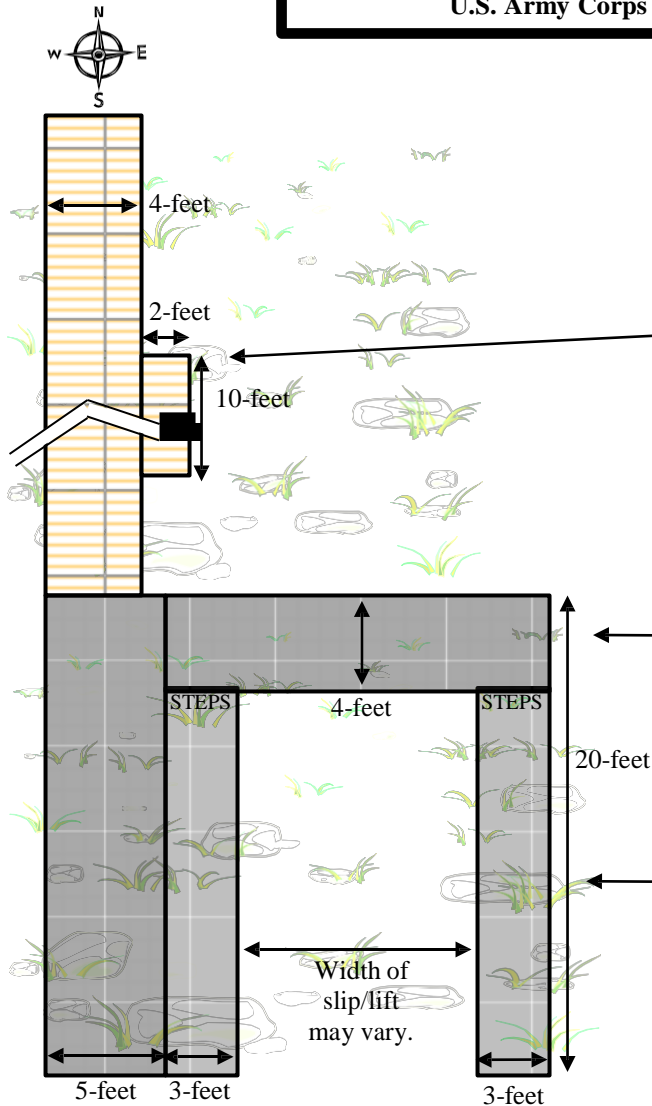 U.S. Army Corps
N
W
E
S
4-feet
2-feet
10-feet
STEPS
STEPS
4-feet
20-feet
Width of
slip/lift
may vary.
5-feet
3-feet
3-feet